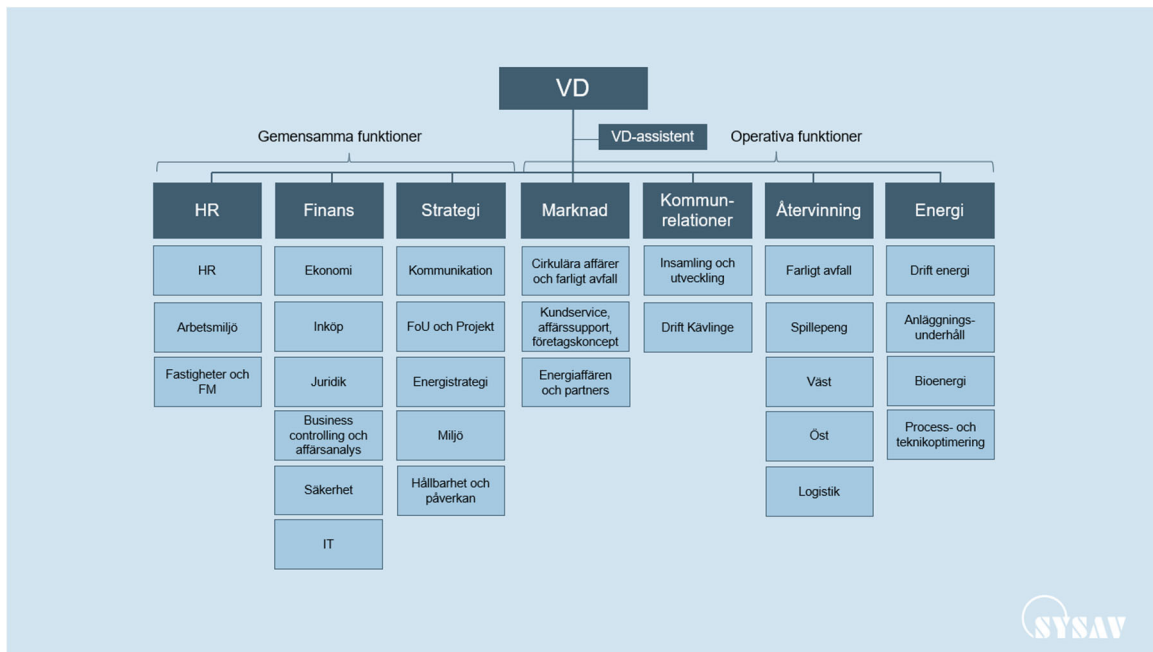 VD
VD-assistent
Gemensamma funktioner
Operativa funktioner
HR
Finans
Strategi
Marknad
Kommun-
relationer
Återvinning
Energi
HR
Arbetsmiljö
Fastigheter och
FM
Ekonomi
Inköp
Juridik
Business
controlling och
affärsanalys
Säkerhet
IT
Kommunikation
FoU och Projekt
Energistrategi
Miljö
Hållbarhet och
påverkan
Cirkulära affärer
och farligt avfall
Kundservice,
affärssupport,
företagskoncept
Energiaffären
och partners
Insamling och
utveckling
Drift Kävlinge
Farligt avfall
Spillepeng
Väst
Öst
Logistik
Drift energi
Anläggnings-
underhåll
Bioenergi
Process- och
teknikoptimering
SYSAV